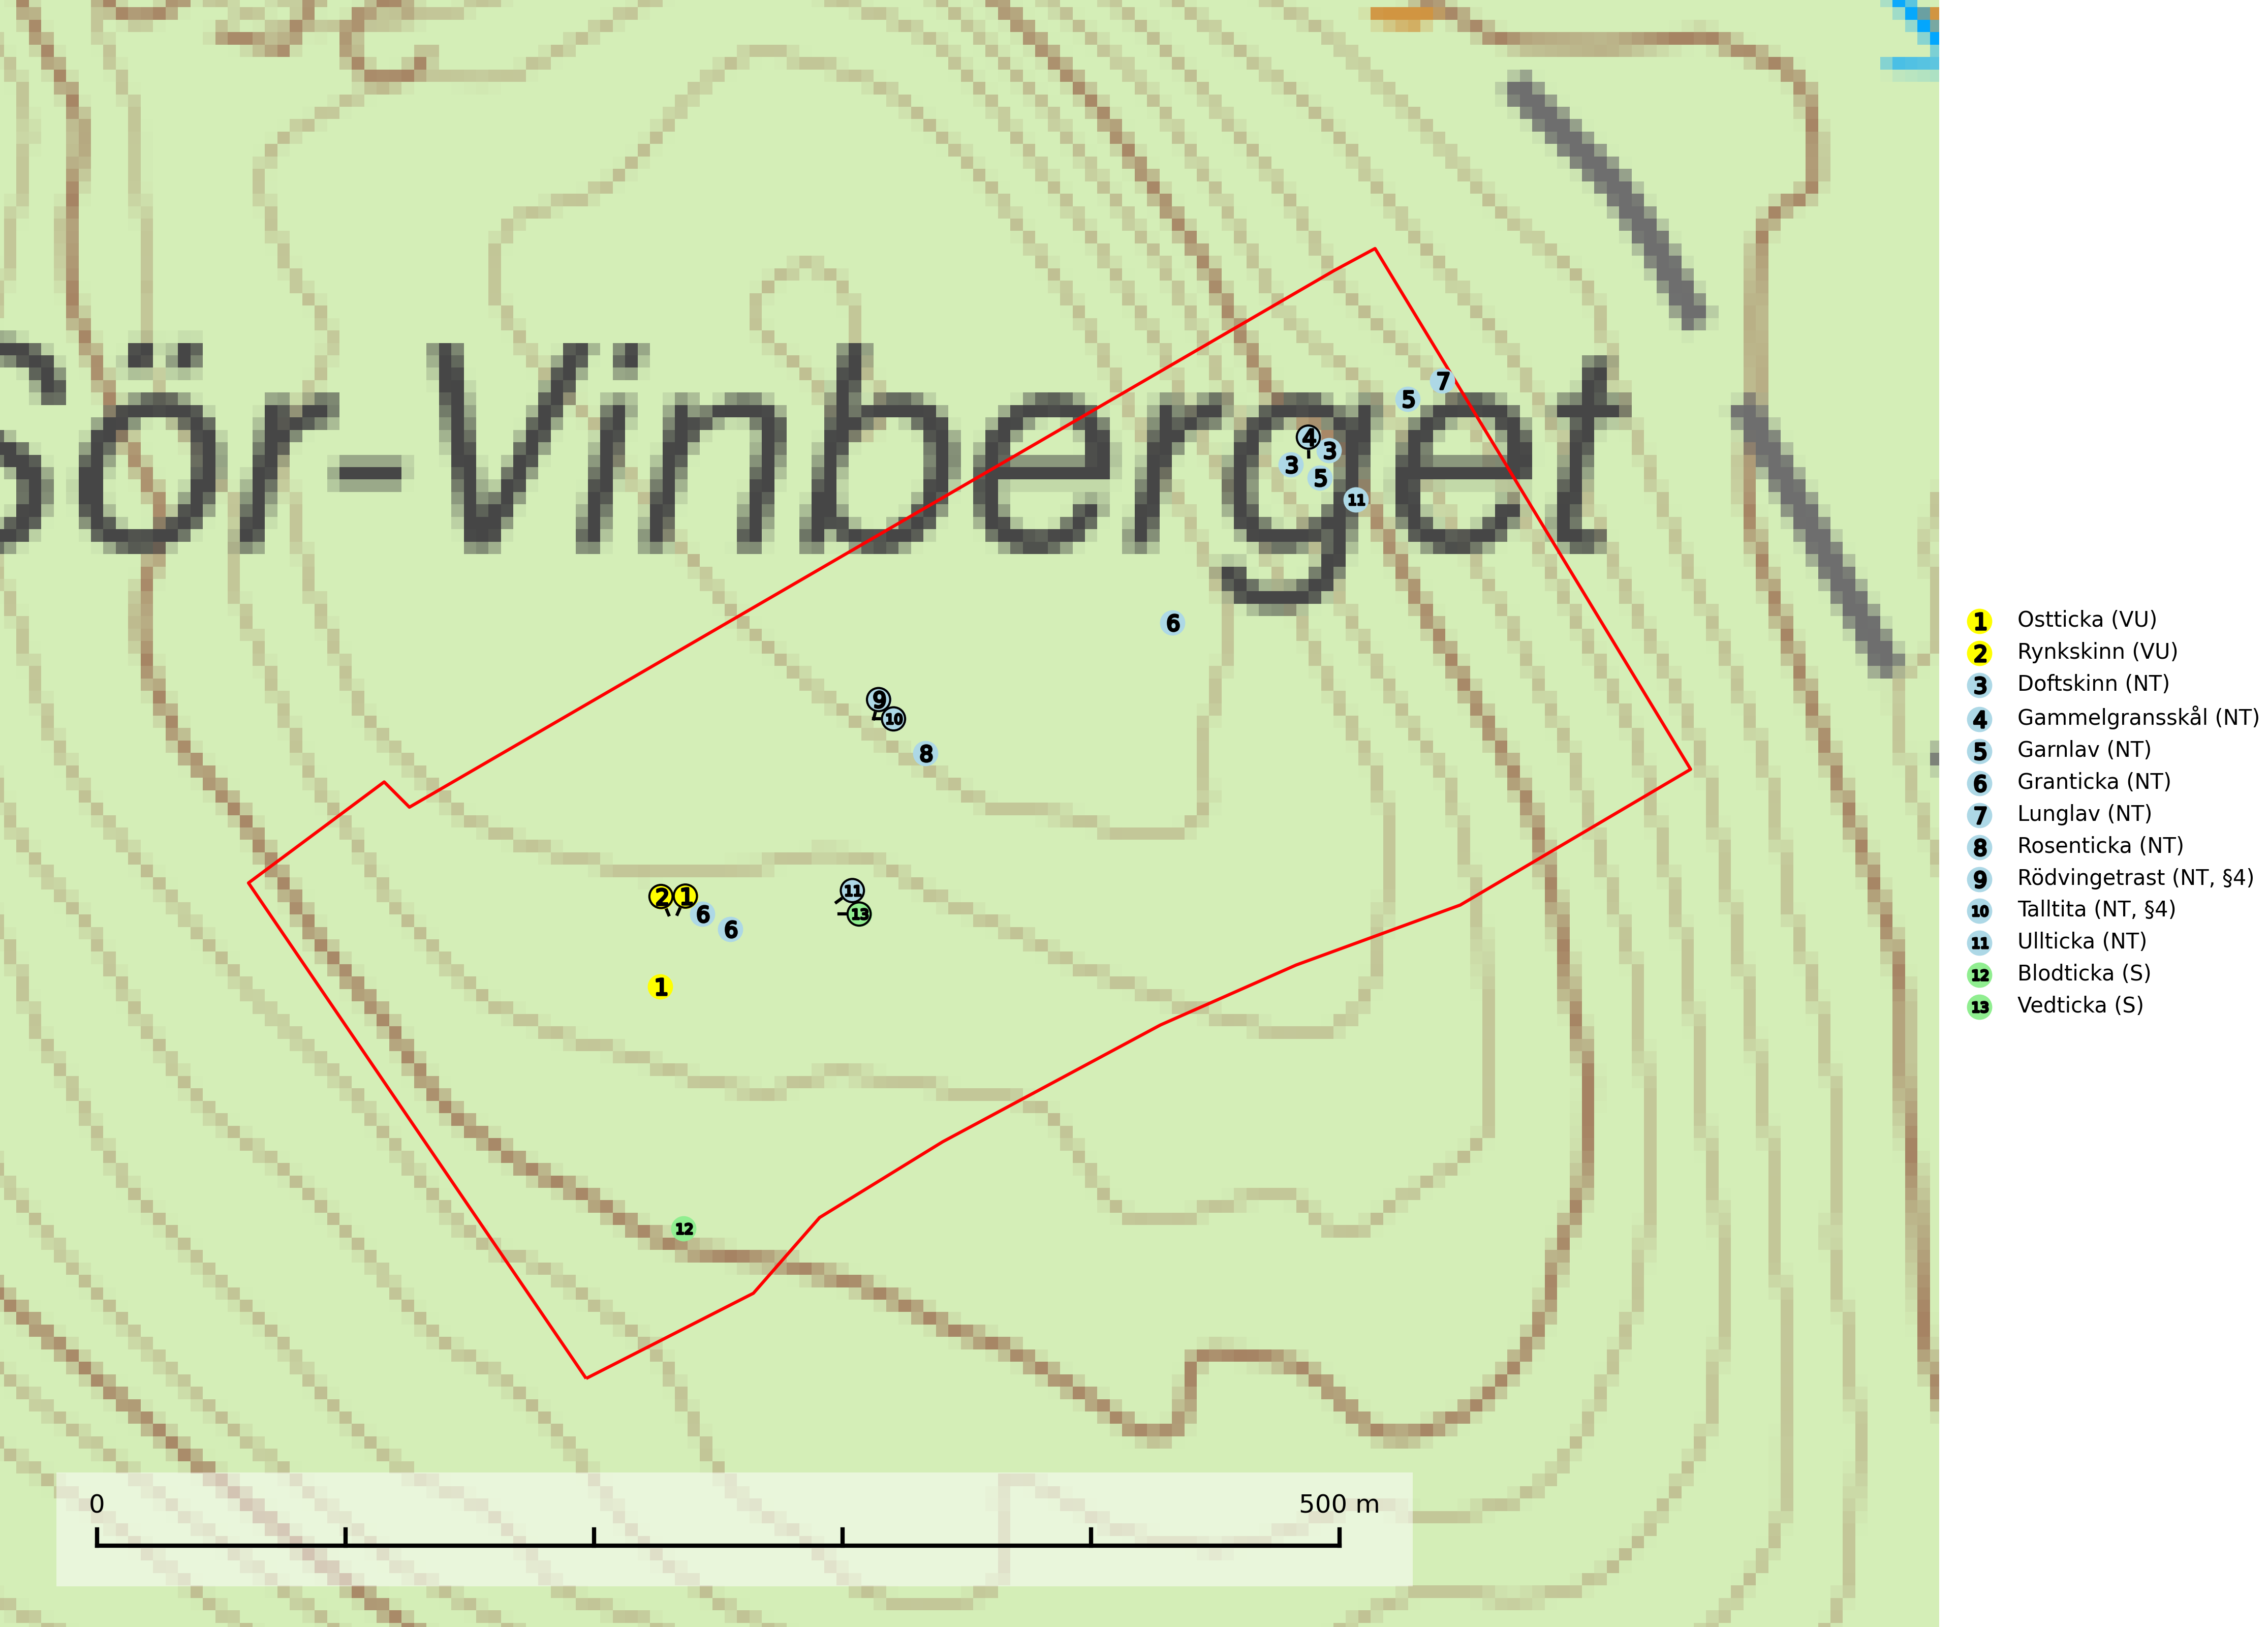 Sör-Vinberget
7
5
4
3
3
5
11
6
9
10
8
2
1
6
6
11
13
1
12
0 500 m
1 Ostticka (VU)
2 Rynkskinn (VU)
3 Doftskinn (NT)
4 Gammelgransskål (NT)
5 Garnlav (NT)
6 Granticka (NT)
7 Lunglav (NT)
8 Rosenticka (NT)
9 Rödvingetrast (NT, §4)
10 Talltita (NT, §4)
11 Ullticka (NT)
12 Blodticka (S)
13 Vedticka (S)